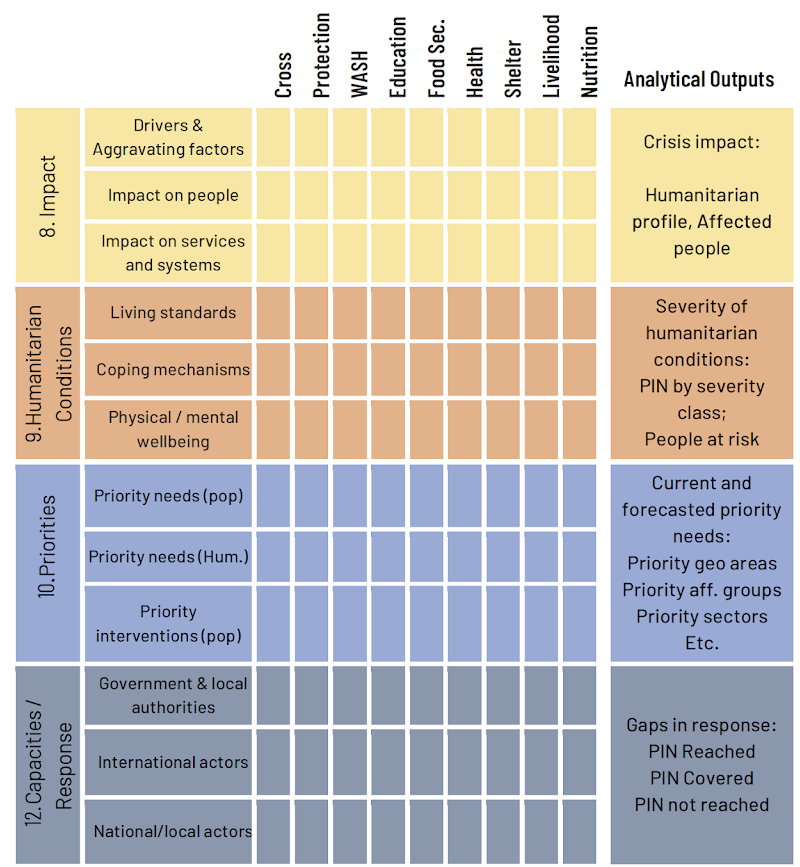 Cross
Protection
WASH
Education
Food Sec.
Health
Shelter
Livelihood
Nutrition
Analytical Outputs
8. Impact
Drivers &
Aggravating factors
Impact on people
Impact on services
and systems
Crisis impact:
Humanitarian
profile, Affected
people
9.Humanitarian
Conditions
Living standards
Coping mechanisms
Physical / mental
wellbeing
Severity of
humanitarian
conditions:
PIN by severity
class;
People at risk
10.Priorities
Priority needs (pop)
Priority needs (Hum.)
Priority
interventions (pop)
Current and
forecasted priority
needs:
Priority geo areas
Priority aff. groups
Priority sectors
Etc.
12.Capacities /
Response
Government & local
authorities
International actors
National/local actors
Gaps in response:
PIN Reached
PIN Covered
PIN not reached